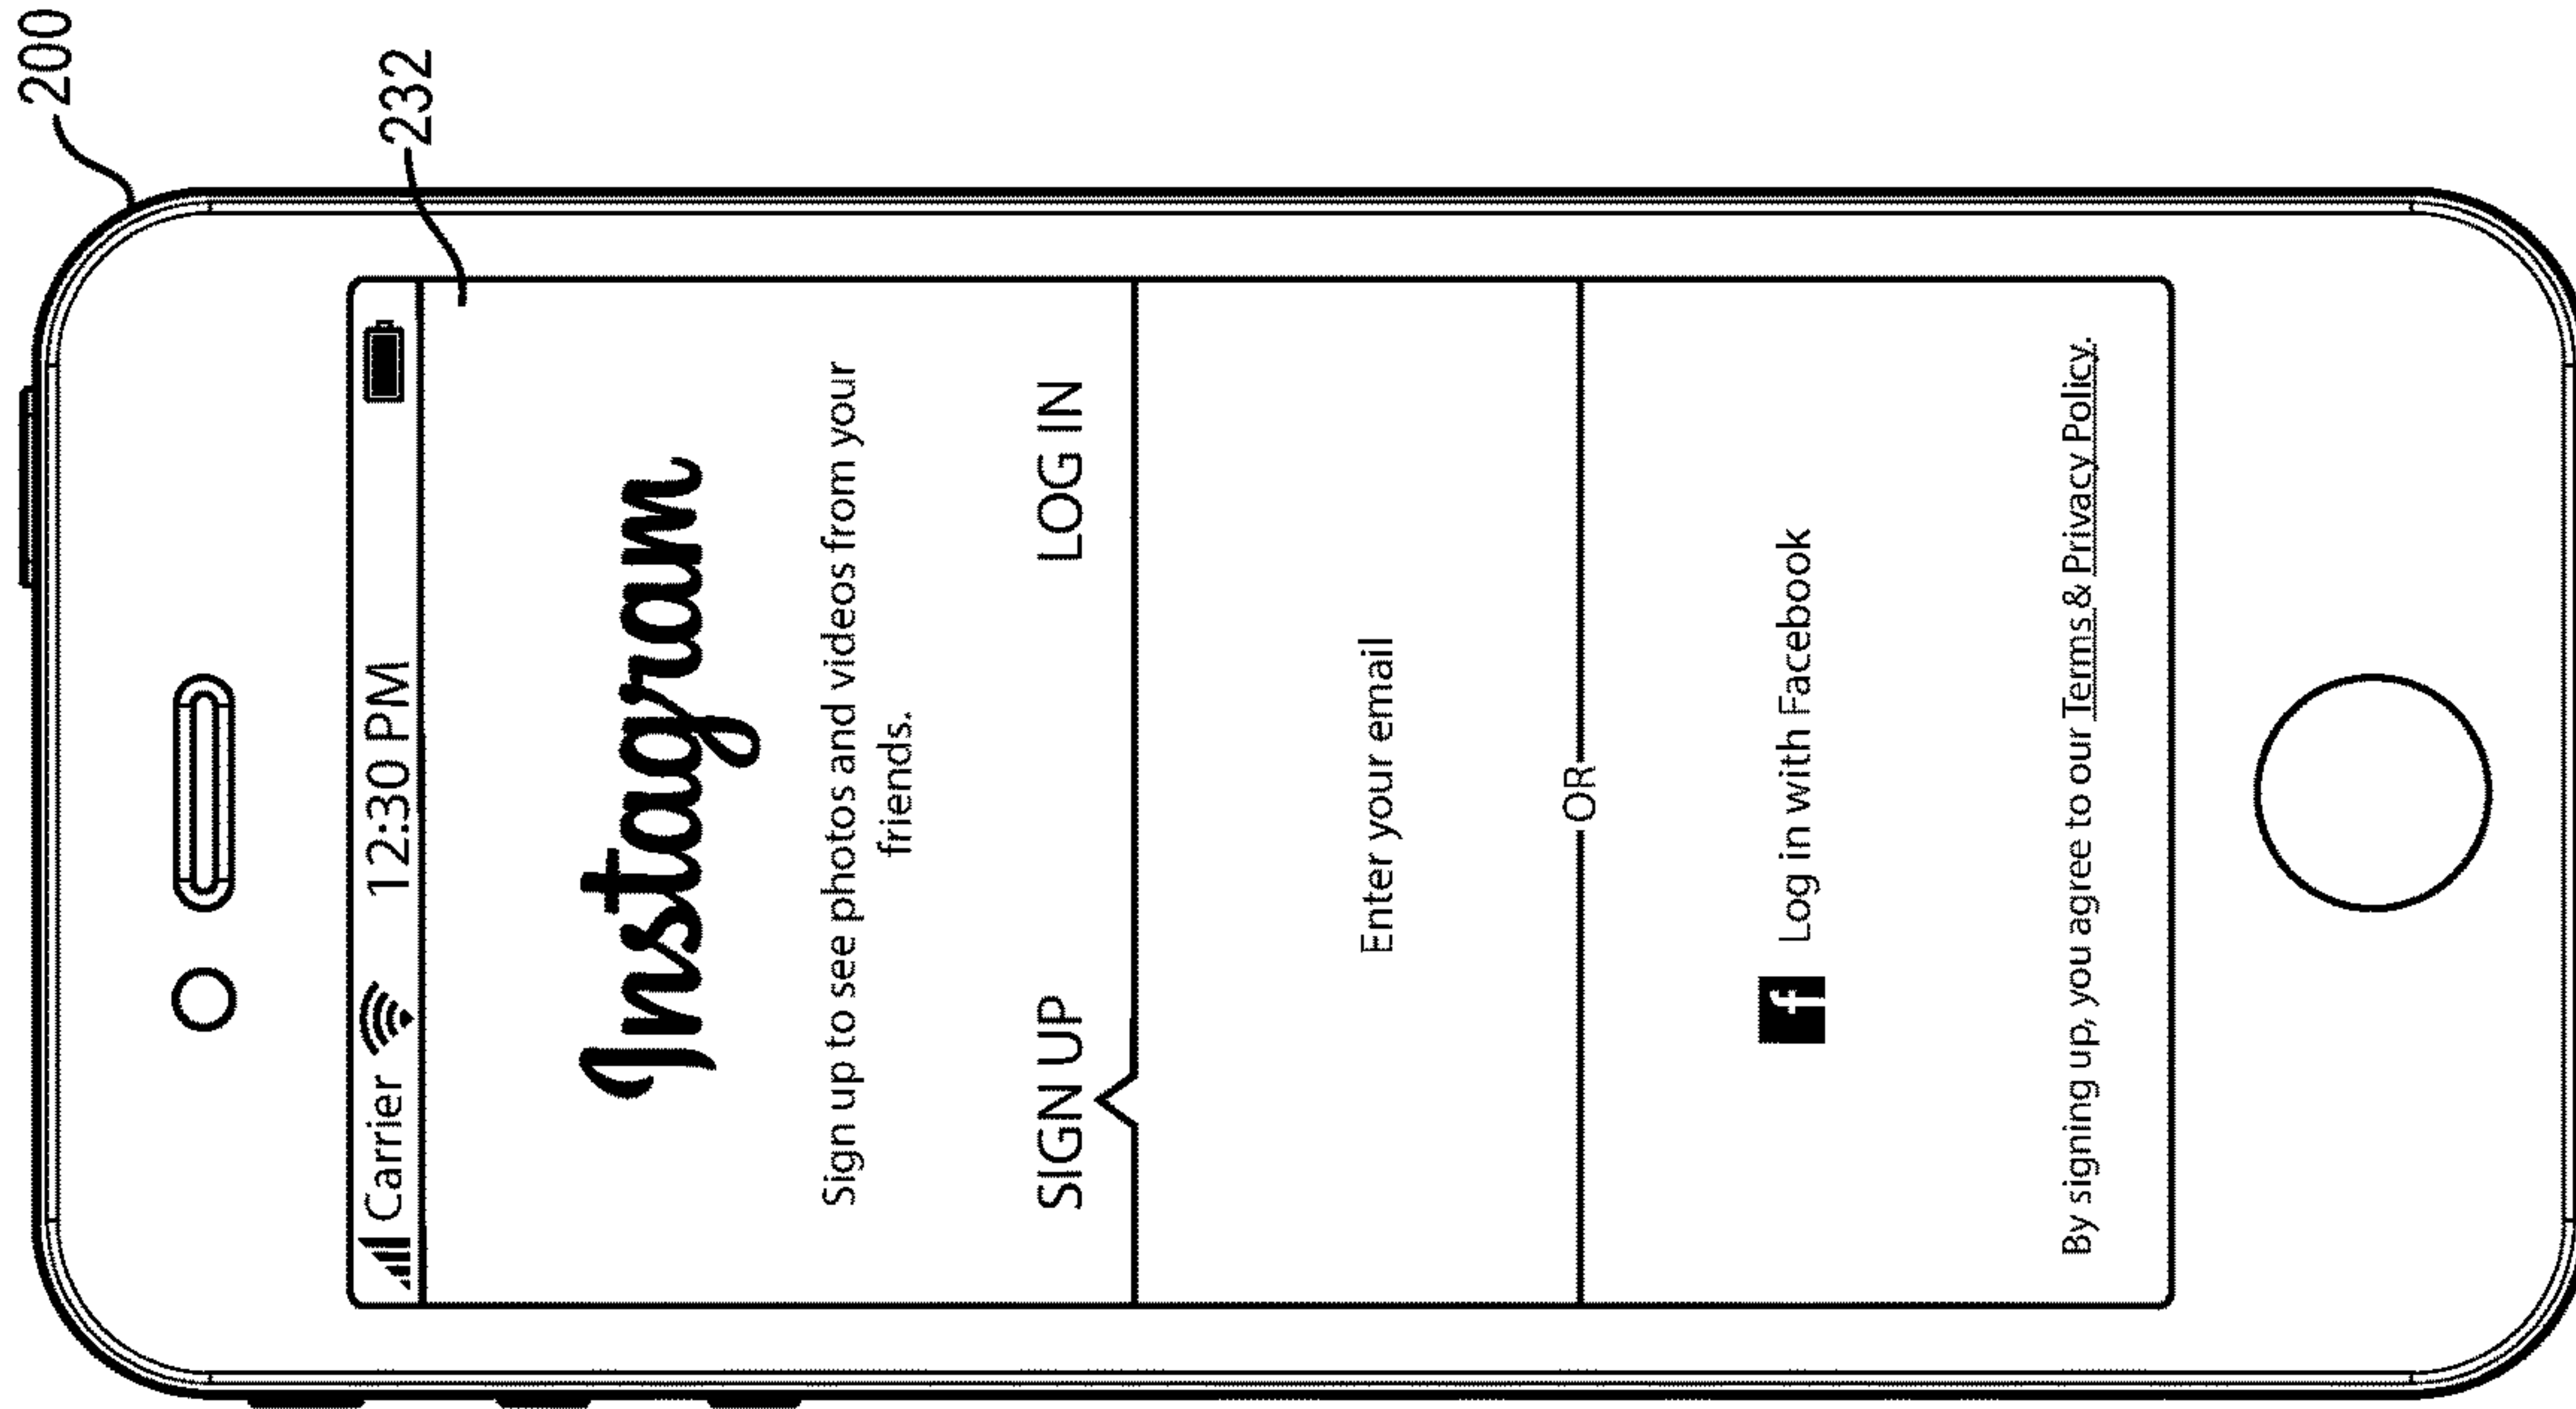 200
232
Carrier 12:30 PM
Instagram
Sign up to see photos and videos from your
friends.
SIGN UP LOG IN
Enter your email
OR
f Log in with Facebook
By signing up, you agree to our Terms & Privacy Policy.